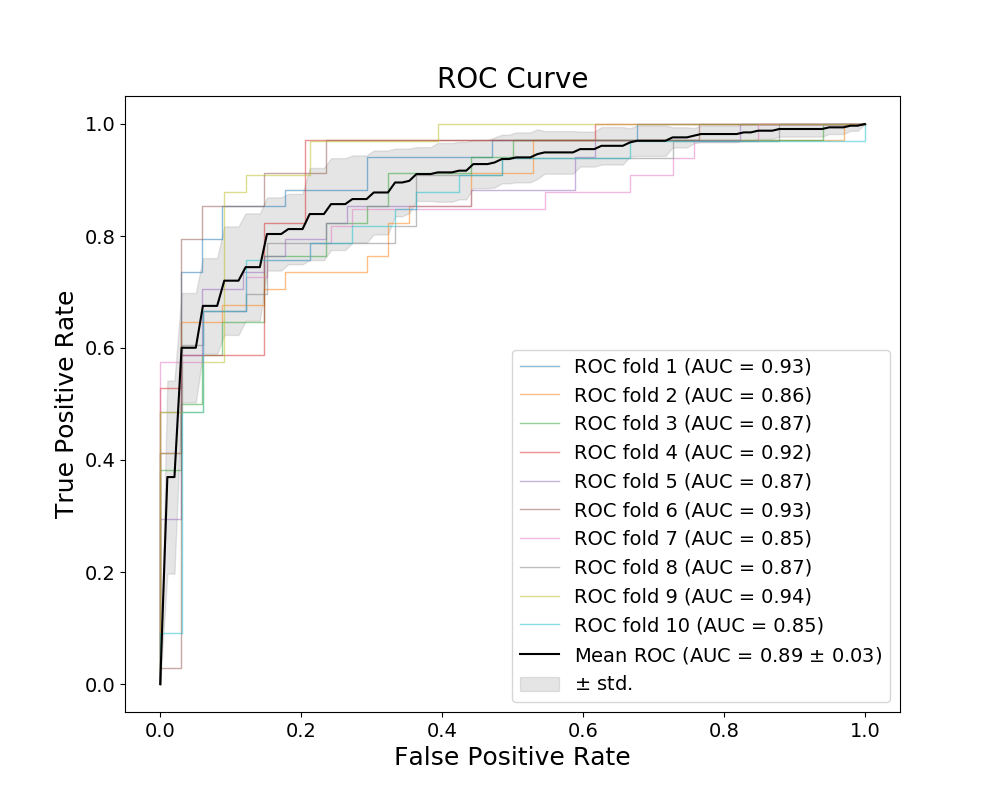 ROC Curve
1.0
0.8
0.6
0.4
0.2
0.0
True Positive Rate
ROC fold 1 (AUC = 0.93)
ROC fold 2 (AUC = 0.86)
ROC fold 3 (AUC = 0.87)
ROC fold 4 (AUC = 0.92)
ROC fold 5 (AUC = 0.87)
ROC fold 6 (AUC = 0.93)
ROC fold 7 (AUC = 0.85)
ROC fold 8 (AUC = 0.87)
ROC fold 9 (AUC = 0.94)
ROC fold 10 (AUC = 0.85)
Mean ROC (AUC = 0.89 ± 0.03)
± std.
0.0 0.2 0.4 0.6 0.8 1.0
False Positive Rate